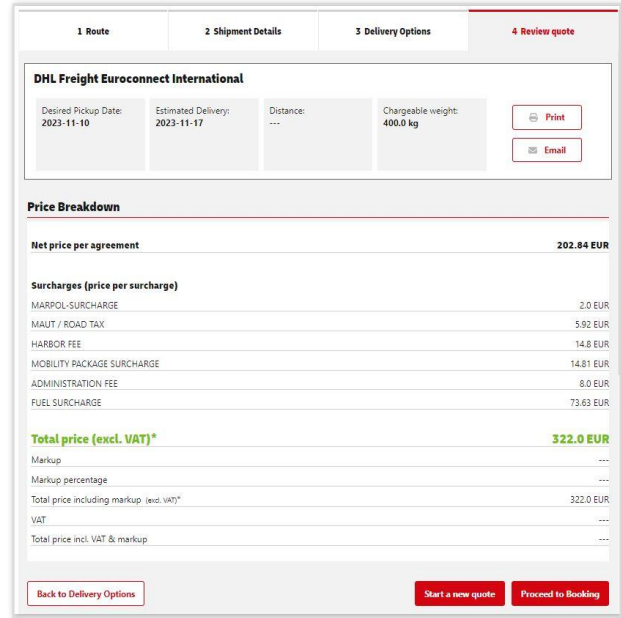 1 Route 2 Shipment Details 3 Delivery Options 4 Review quote
DHL Freight Euroconnect International
Desired Pickup Date: Estimated Delivery: Distance: Chargeable weight:
2023-11-10 2023-11-17 --- 400.0 kg
Print
Email
Price Breakdown
Net price per agreement 202.84 EUR
Surcharges (price per surcharge)
MARPOL-SURCHARGE 2.0 EUR
MAUT / ROAD TAX 5.92 EUR
HARBOR FEE 14.8 EUR
MOBILITY PACKAGE SURCHARGE 14.81 EUR
ADMINISTRATION FEE 8.0 EUR
FUEL SURCHARGE 73.63 EUR
Total price (excl. VAT)* 322.0 EUR
Markup ---
Markup percentage ---
Total price including markup (excl. VAT)* 322.0 EUR
VAT ---
Total price incl. VAT & markup ---
Back to Delivery Options Start a new quote Proceed to Booking